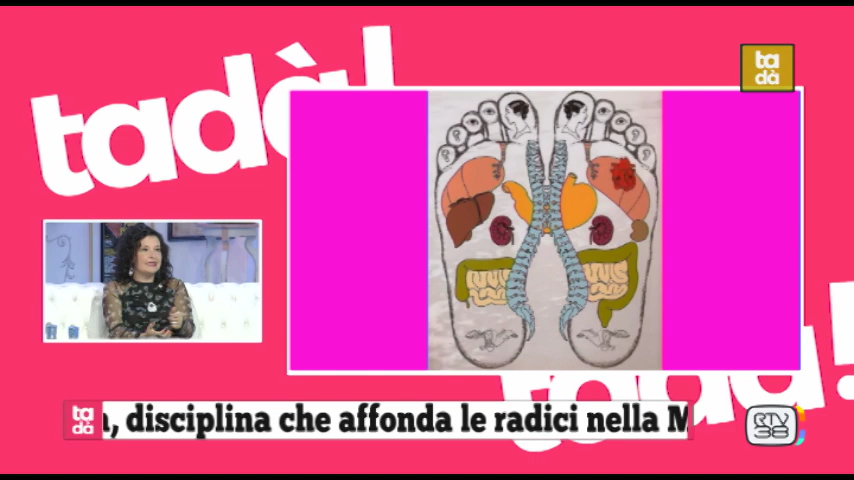 tadà!
ta
dà
tadà!
ta
dà
, disciplina che affonda le radici nella M
RTV
38